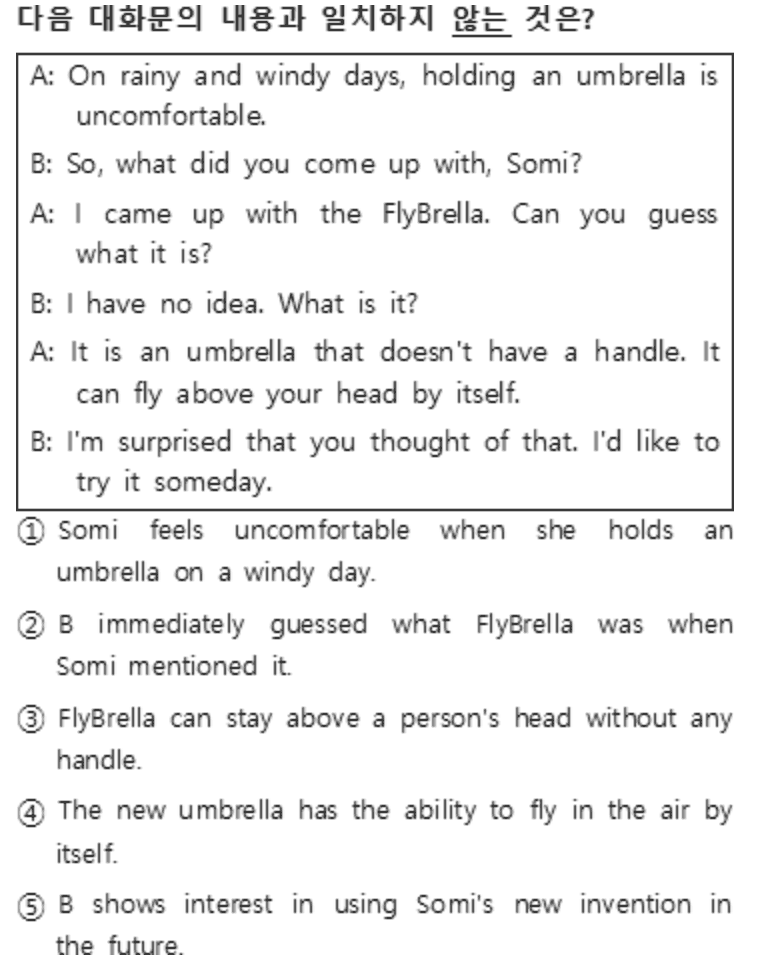 다음 대화문의 내용과 일치하지 않는 것은?
A: On rainy and windy days, holding an umbrella is
uncomfortable.
B: So, what did you come up with, Somi?
A: I came up with the FlyBrella. Can you guess
what it is?
B: I have no idea. What is it?
A: It is an umbrella that doesn't have a handle. It
can fly above your head by itself.
B: I'm surprised that you thought of that. I'd like to
try it someday.
① Somi feels uncomfortable when she holds an
umbrella on a windy day.
② B immediately guessed what FlyBrella was when
Somi mentioned it.
③ FlyBrella can stay above a person's head without any
handle.
④ The new umbrella has the ability to fly in the air by
itself.
⑤ B shows interest in using Somi's new invention in
the future.